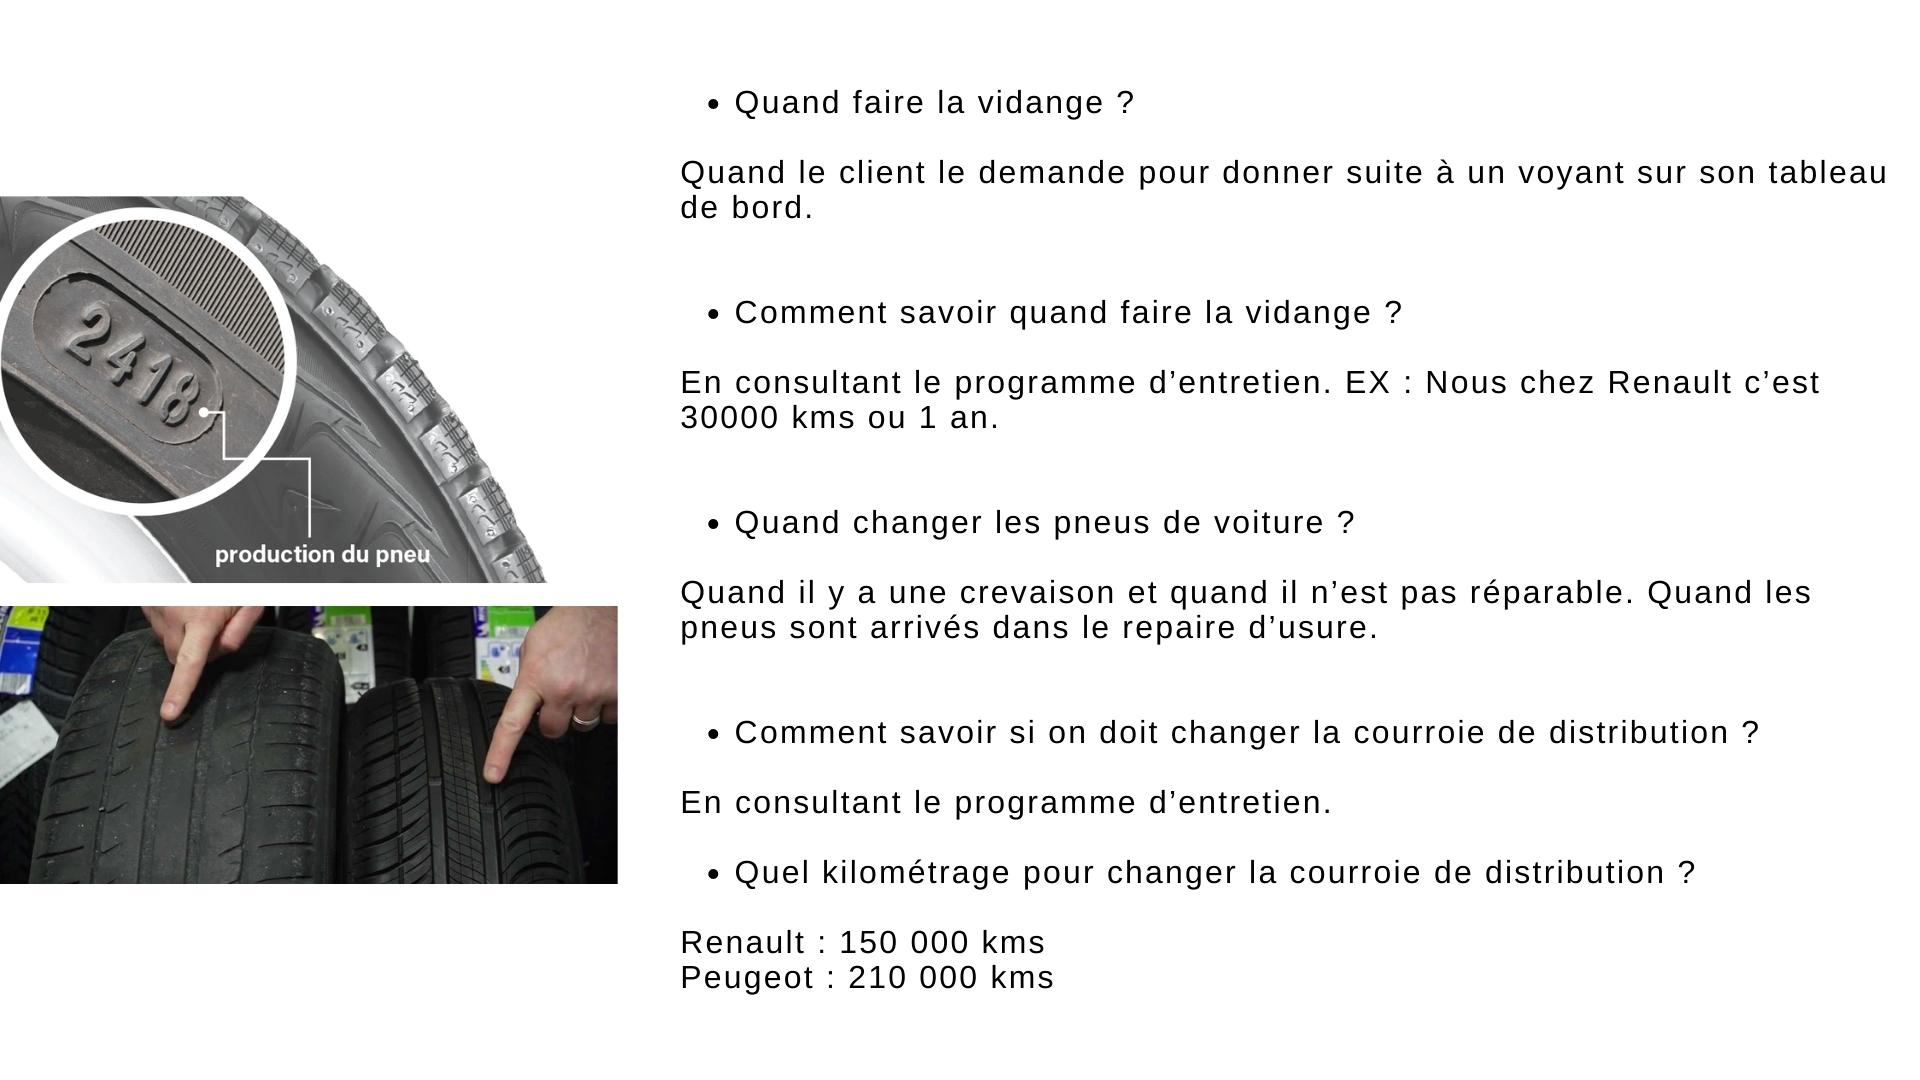 2418
production du pneu
• Quand faire la vidange ?
Quand le client le demande pour donner suite à un voyant sur son tableau
de bord.
• Comment savoir quand faire la vidange ?
En consultant le programme d’entretien. EX : Nous chez Renault c’est
30000 kms ou 1 an.
• Quand changer les pneus de voiture ?
Quand il y a une crevaison et quand il n’est pas réparable. Quand les
pneus sont arrivés dans le repaire d’usure.
• Comment savoir si on doit changer la courroie de distribution ?
En consultant le programme d’entretien.
• Quel kilométrage pour changer la courroie de distribution ?
Renault : 150 000 kms
Peugeot : 210 000 kms